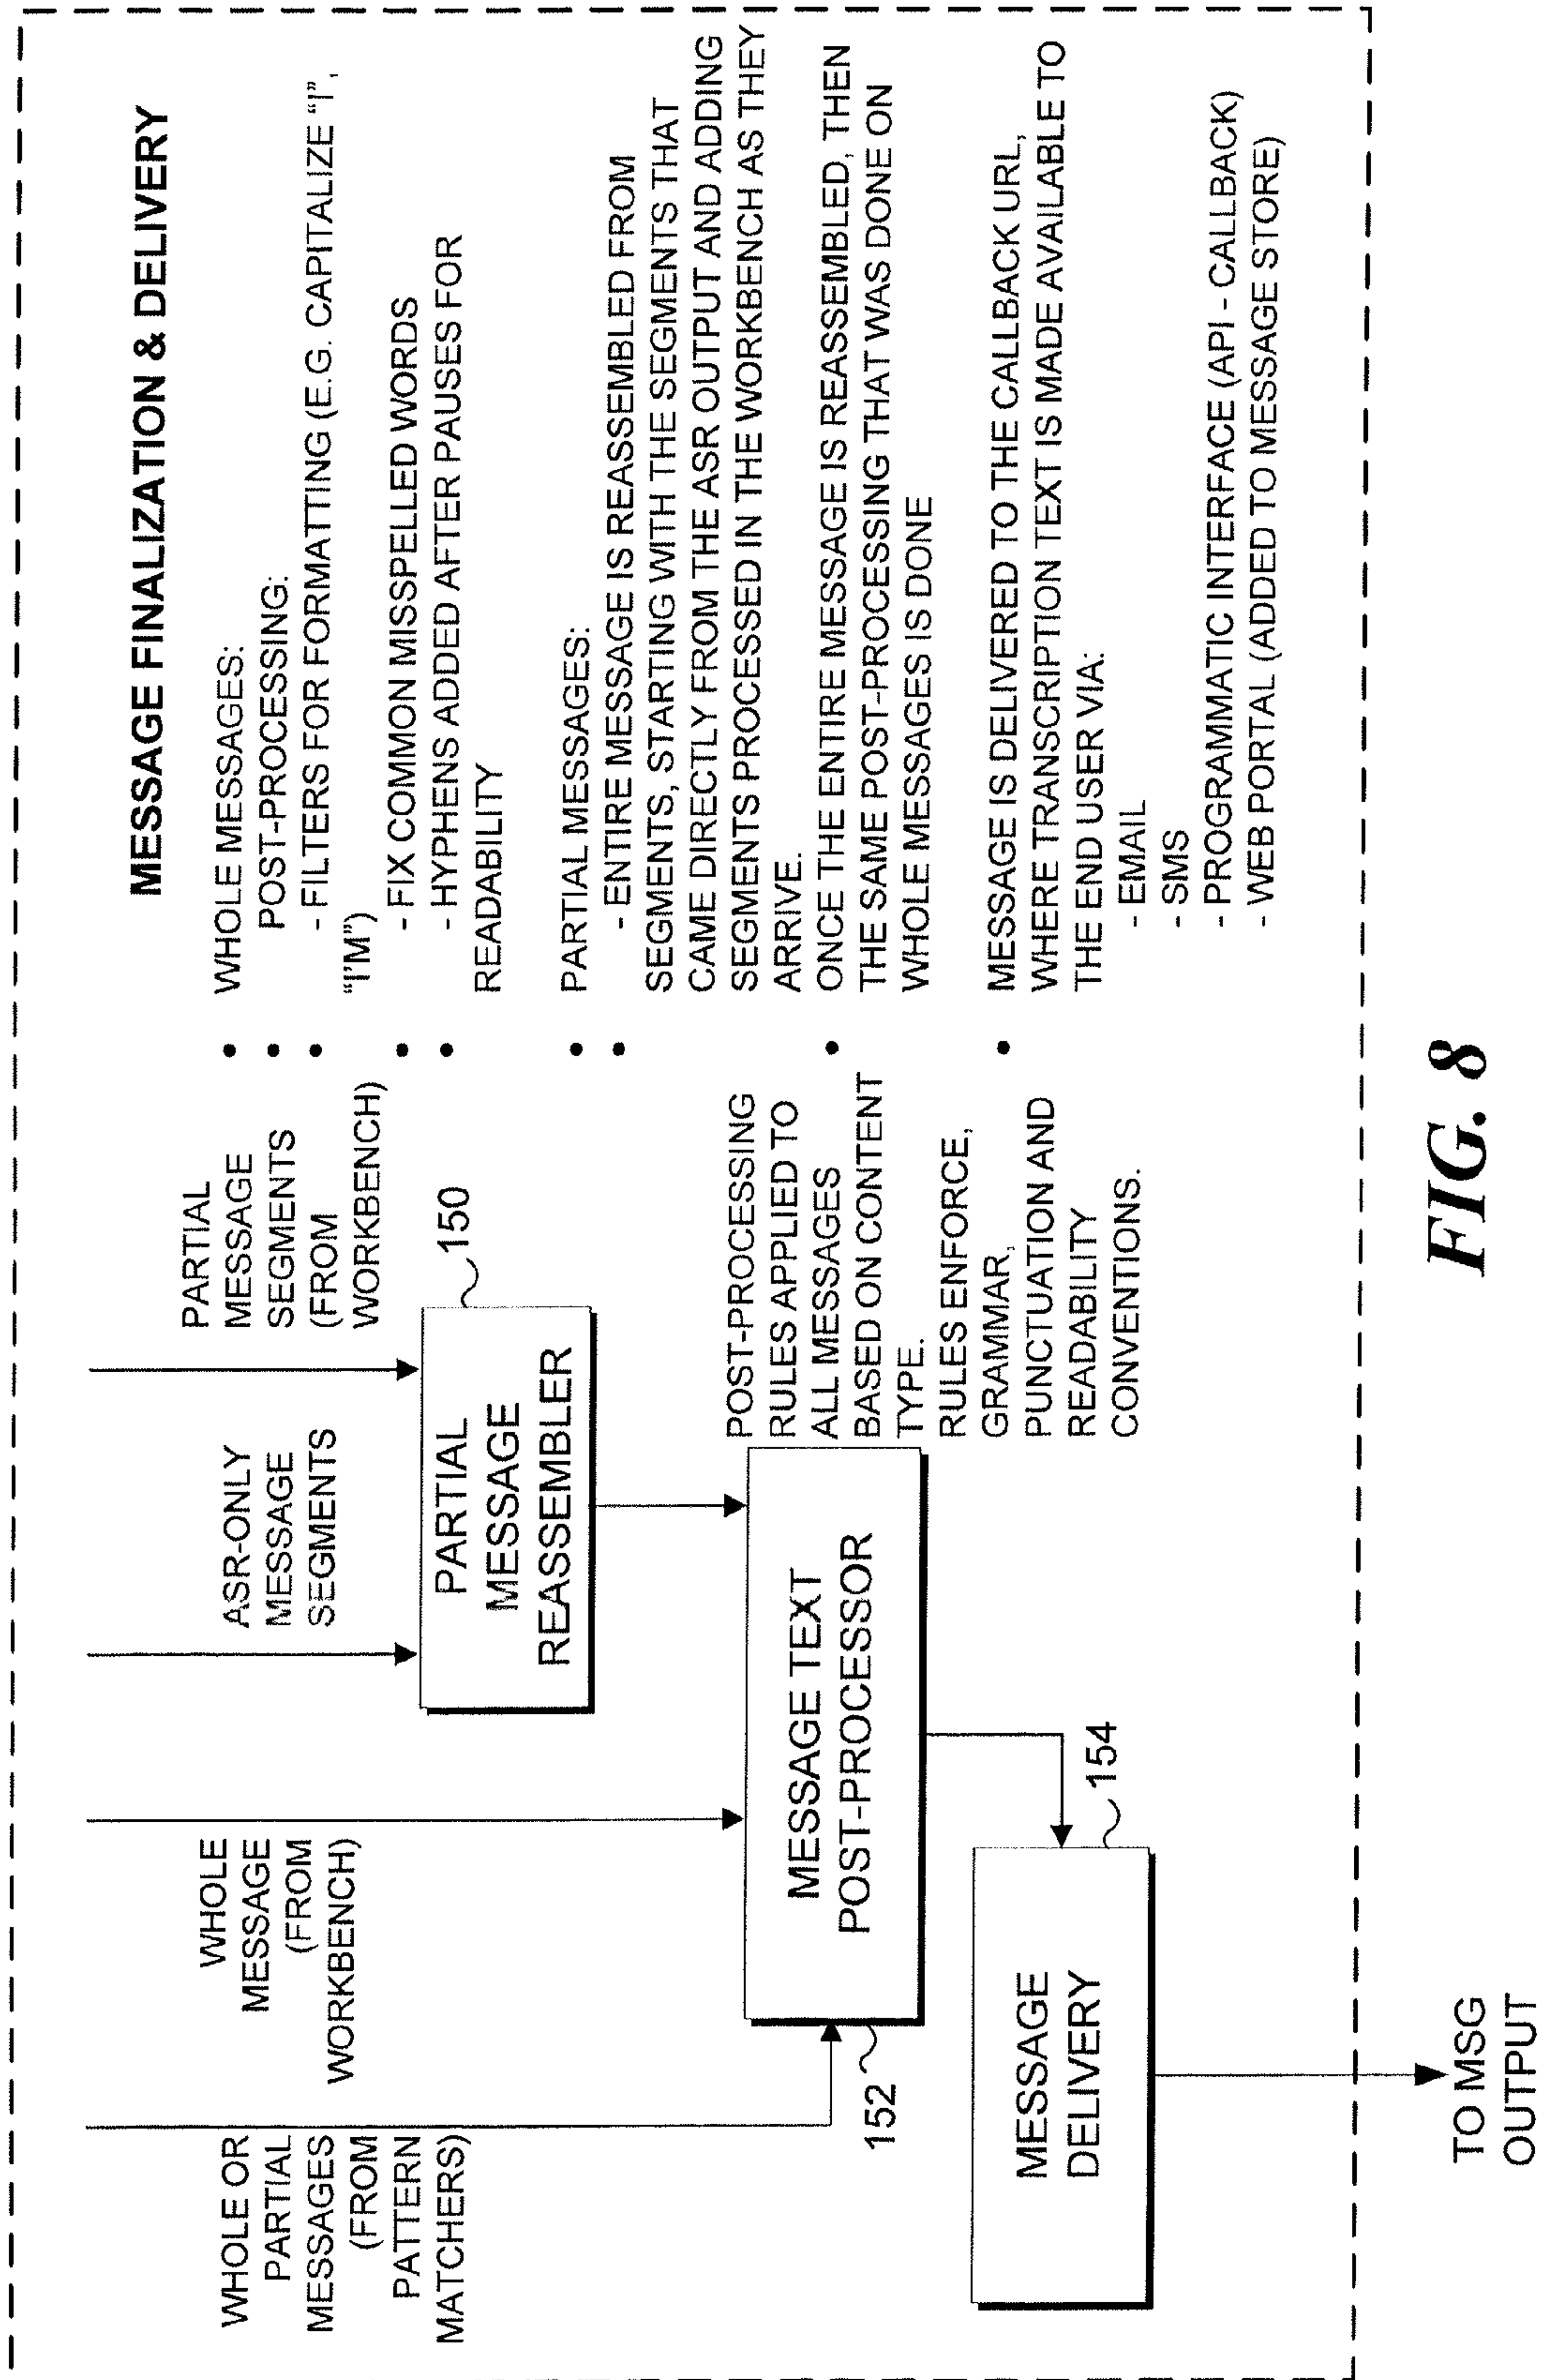 MESSAGE FINALIZATION & DELIVERY
WHOLE OR
PARTIAL
MESSAGES
(FROM
PATTERN
MATCHERS)
WHOLE
MESSAGE
(FROM
WORKBENCH)
ASR-ONLY
MESSAGE
SEGMENTS
PARTIAL
MESSAGE
SEGMENTS
(FROM
WORKBENCH)
150
PARTIAL
MESSAGE
REASSEMBLER
152
MESSAGE TEXT
POST-PROCESSOR
POST-PROCESSING
RULES APPLIED TO
ALL MESSAGES
BASED ON CONTENT
TYPE.
RULES ENFORCE,
GRAMMAR,
PUNCTUATION AND
READABILITY
CONVENTIONS.
154
MESSAGE
DELIVERY
TO MSG
OUTPUT
• WHOLE MESSAGES:
• POST-PROCESSING:
• - FILTERS FOR FORMATTING (E.G. CAPITALIZE “I”,
“I’M”)
• - FIX COMMON MISSPELLED WORDS
• - HYPHENS ADDED AFTER PAUSES FOR
READABILITY
• PARTIAL MESSAGES:
• - ENTIRE MESSAGE IS REASSEMBLED FROM
SEGMENTS, STARTING WITH THE SEGMENTS THAT
CAME DIRECTLY FROM THE ASR OUTPUT AND ADDING
SEGMENTS PROCESSED IN THE WORKBENCH AS THEY
ARRIVE.
• ONCE THE ENTIRE MESSAGE IS REASSEMBLED, THEN
THE SAME POST-PROCESSING THAT WAS DONE ON
WHOLE MESSAGES IS DONE
• MESSAGE IS DELIVERED TO THE CALLBACK URL,
WHERE TRANSCRIPTION TEXT IS MADE AVAILABLE TO
THE END USER VIA:
- EMAIL
- SMS
- PROGRAMMATIC INTERFACE (API - CALLBACK)
- WEB PORTAL (ADDED TO MESSAGE STORE)
FIG. 8